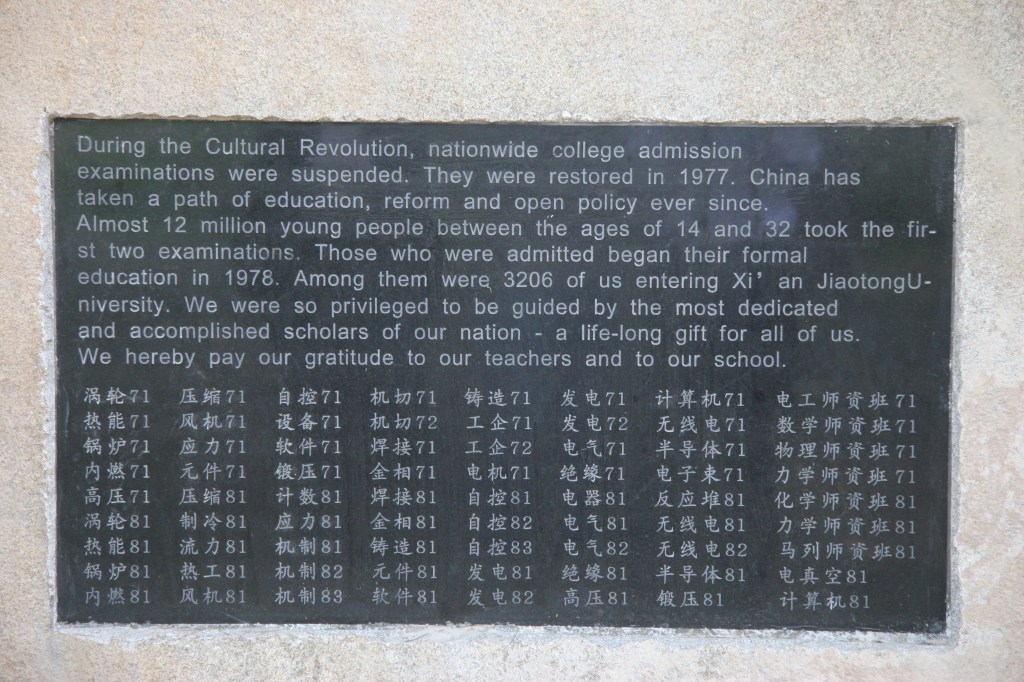 During the Cultural Revolution, nationwide college admission
examinations were suspended. They were restored in 1977. China has
taken a path of education, reform and open policy ever since.
Almost 12 million young people between the ages of 14 and 32 took the fir-
st two examinations. Those who were admitted began their formal
education in 1978. Among them were 3206 of us entering Xi’ an JiaotongU-
niversity. We were so privileged to be guided by the most dedicated
and accomplished scholars of our nation - a life-long gift for all of us.
We hereby pay our gratitude to our teachers and to our school.
涡轮71 压缩71 自控71 机切71 铸造71 发电71 计算机71 电工师资班71
热能71 风机71 设备71 机切72 工企71 发电72 无线电71 数学师资班71
锅炉71 应力71 软件71 焊接71 工企72 电气71 半导体71 物理师资班71
内燃71 元件71 锻压71 金相71 电机71 绝缘71 电子束71 力学师资班71
高压71 压缩81 计数81 焊接81 自控81 电器81 反应堆81 化学师资班81
涡轮81 制冷81 应力81 金相81 自控82 电气81 无线电81 力学师资班81
热能81 流力81 机制81 铸造81 自控83 电气82 无线电82 马列师资班81
锅炉81 热工81 机制82 元件81 发电81 绝缘81 半导体81 电真空81
内燃81 风机81 机制83 软件81 发电82 高压81 锻压81 计算机81